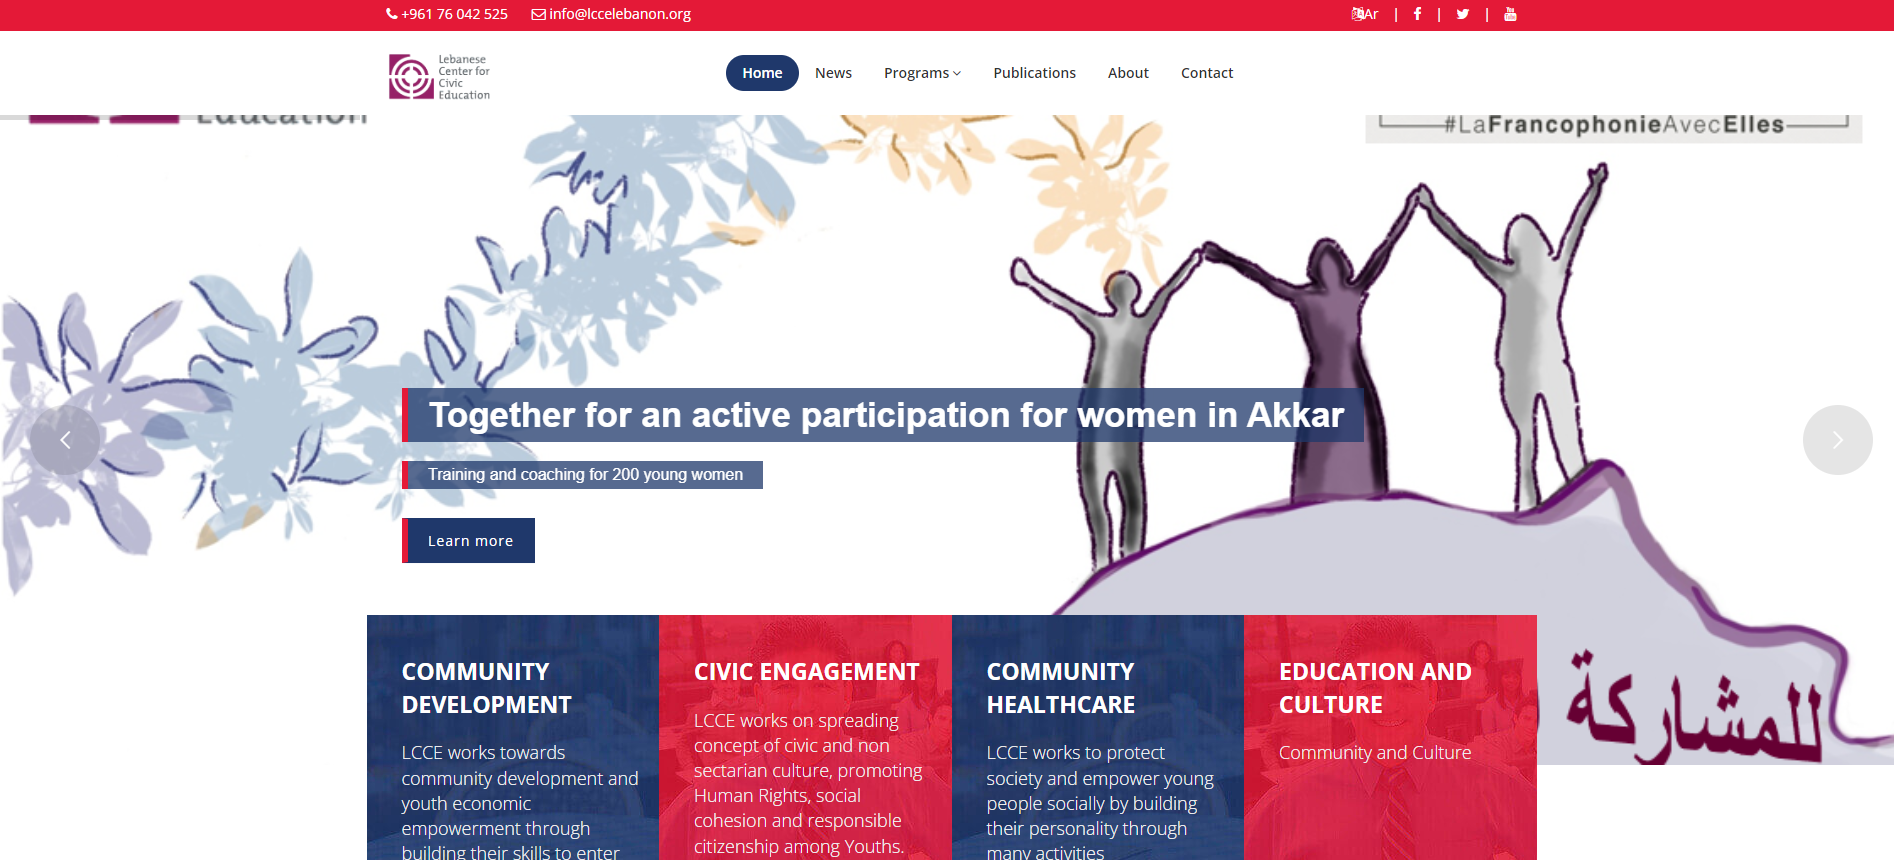 +961 76 042 525 info@lccelebanon.org Ar | | |
Lebanese
Center for
Civic
Education
Home News Programs Publications About Contact
Education
#LaFrancophonieAvecElles
Together for an active participation for women in Akkar
Training and coaching for 200 young women
Learn more
COMMUNITY
DEVELOPMENT
LCCE works towards
community development and
youth economic
empowerment through
building their skills to enter
CIVIC ENGAGEMENT
LCCE works on spreading
concept of civic and non
sectarian culture, promoting
Human Rights, social
cohesion and responsible
citizenship among Youths.
COMMUNITY
HEALTHCARE
LCCE works to protect
society and empower young
people socially by building
their personality through
many activities
EDUCATION AND
CULTURE
Community and Culture
للمشاركة